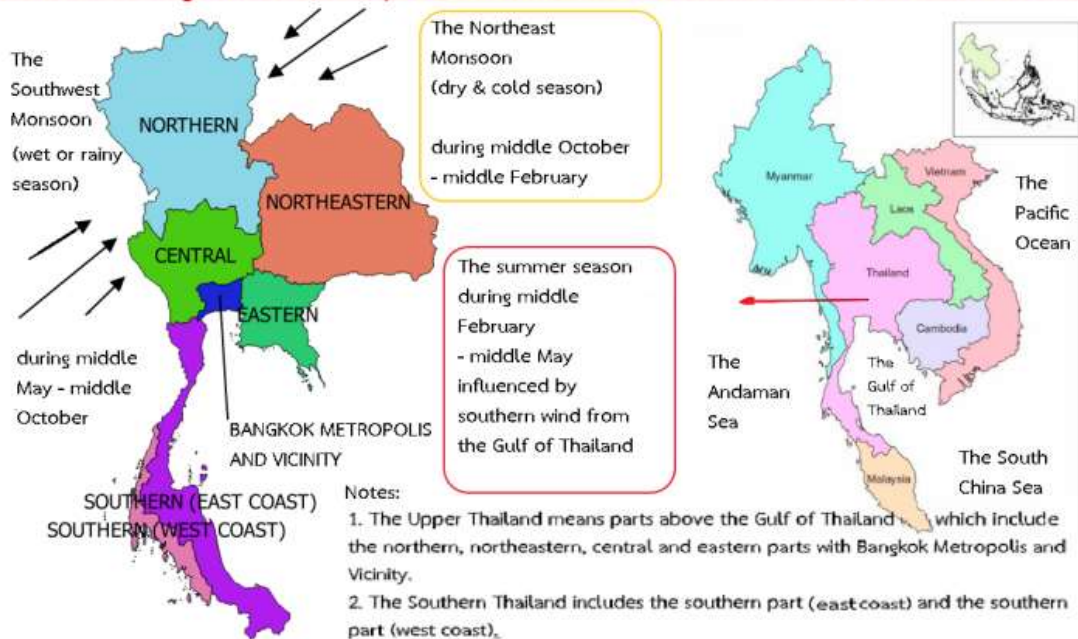 The
Southwest
Monsoon
(wet or rainy
season)
NORTHERN
NORTHEASTERN
CENTRAL
EASTERN
during middle
May - middle
October
BANGKOK METROPOLIS
AND VICINITY
SOUTHERN (EAST COAST)
SOUTHERN (WEST COAST)
The Northeast
Monsoon
(dry & cold season)
during middle October
- middle February
The summer season
during middle
February
- middle May
influenced by
southern wind from
the Gulf of Thailand
Myanmar
Vietnam
Laos
Thailand
Cambodia
Malaysia
The
Pacific
Ocean
The
Andaman
Sea
The
Gulf of
Thailand
The South
China Sea
Notes:
1. The Upper Thailand means parts above the Gulf of Thailand which include
the northern, northeastern, central and eastern parts with Bangkok Metropolis and
Vicinity.
2. The Southern Thailand includes the southern part (east coast) and the southern
part (west coast).